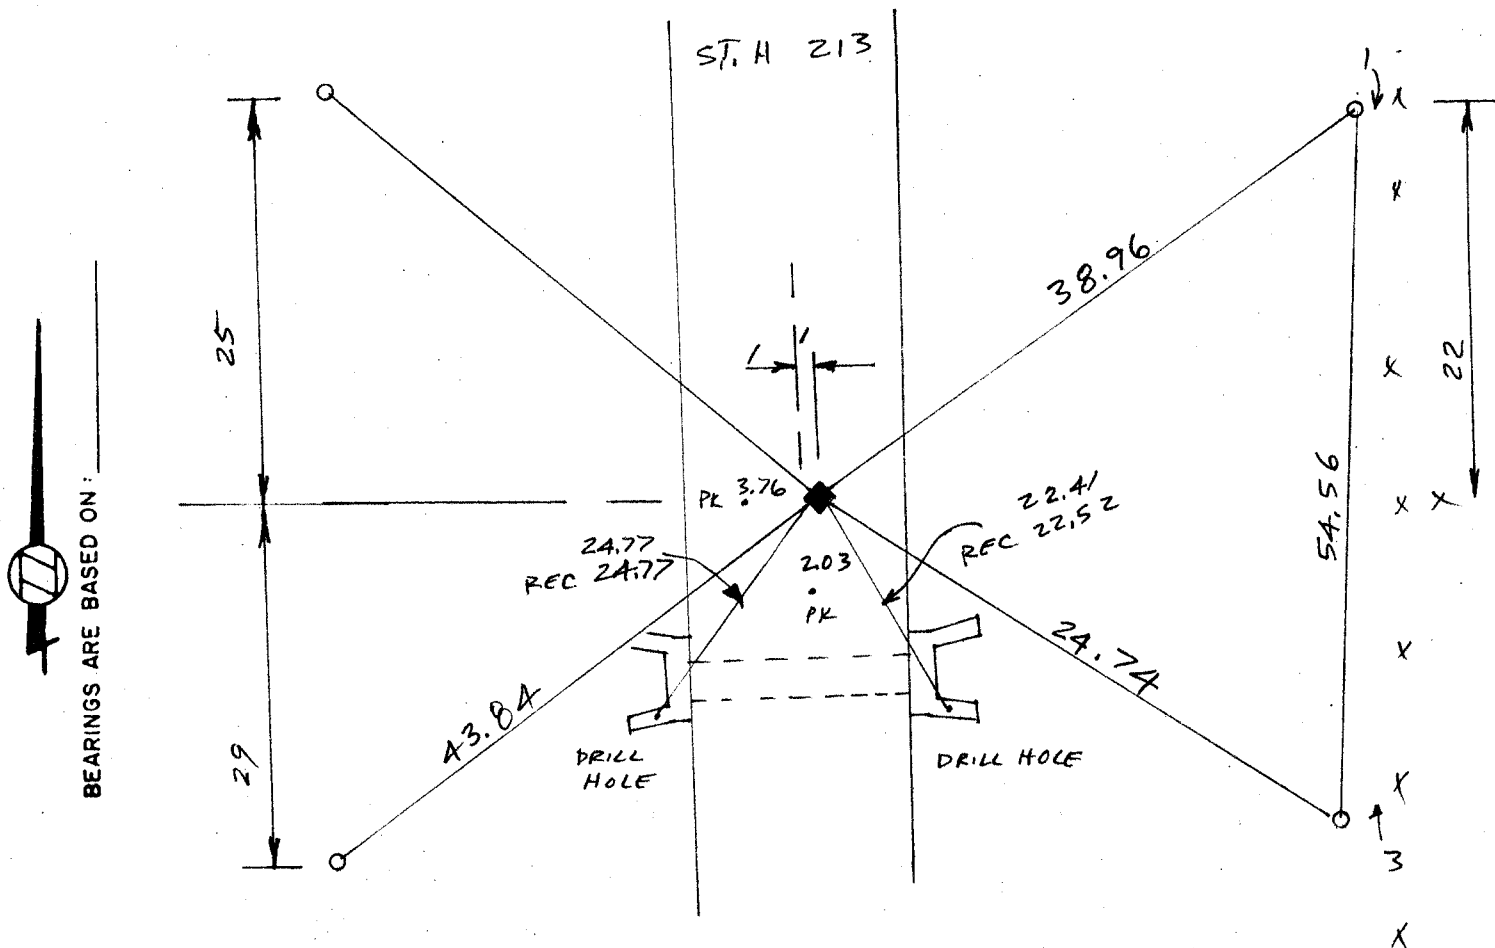 ST. H 213
1
38.96
25
1
22
PK 3.76
22.41
REC 22.52
54.56
24.77
REC 24.77
2.03
PK
BEARINGS ARE BASED ON:
24.74
43.84
29
DRILL
HOLE
DRILL HOLE
3